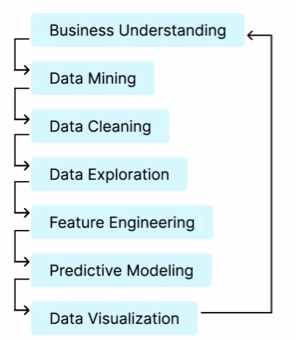 Business Understanding
Data Mining
Data Cleaning
Data Exploration
Feature Engineering
Predictive Modeling
Data Visualization